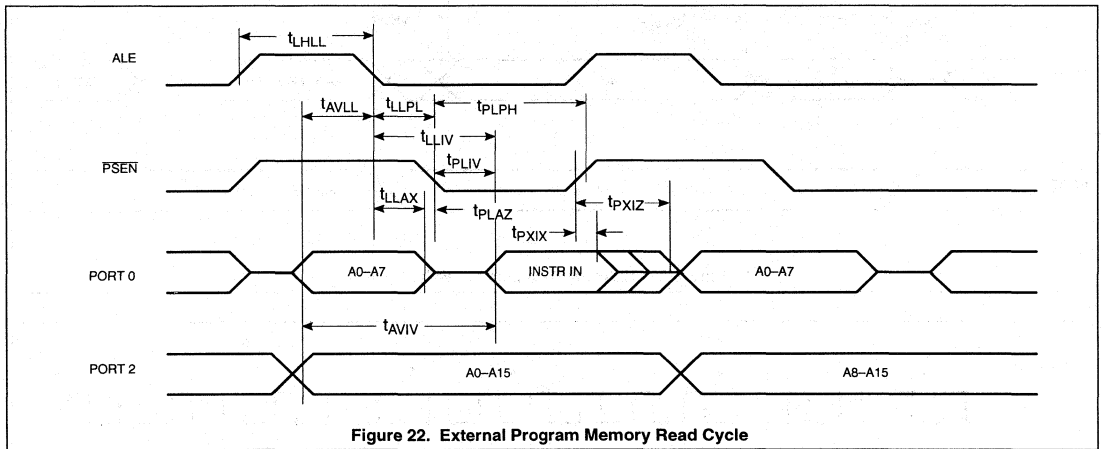 ALE
tLHLL
tAVLL
tLLPL
tPLPH
tLLIV
PSEN
tPLIV
tLLAX
tPLAZ
tPXIZ
tPXIX
PORT 0
A0–A7
INSTR IN
A0–A7
tAVIV
PORT 2
A0–A15
A8–A15
Figure 22. External Program Memory Read Cycle